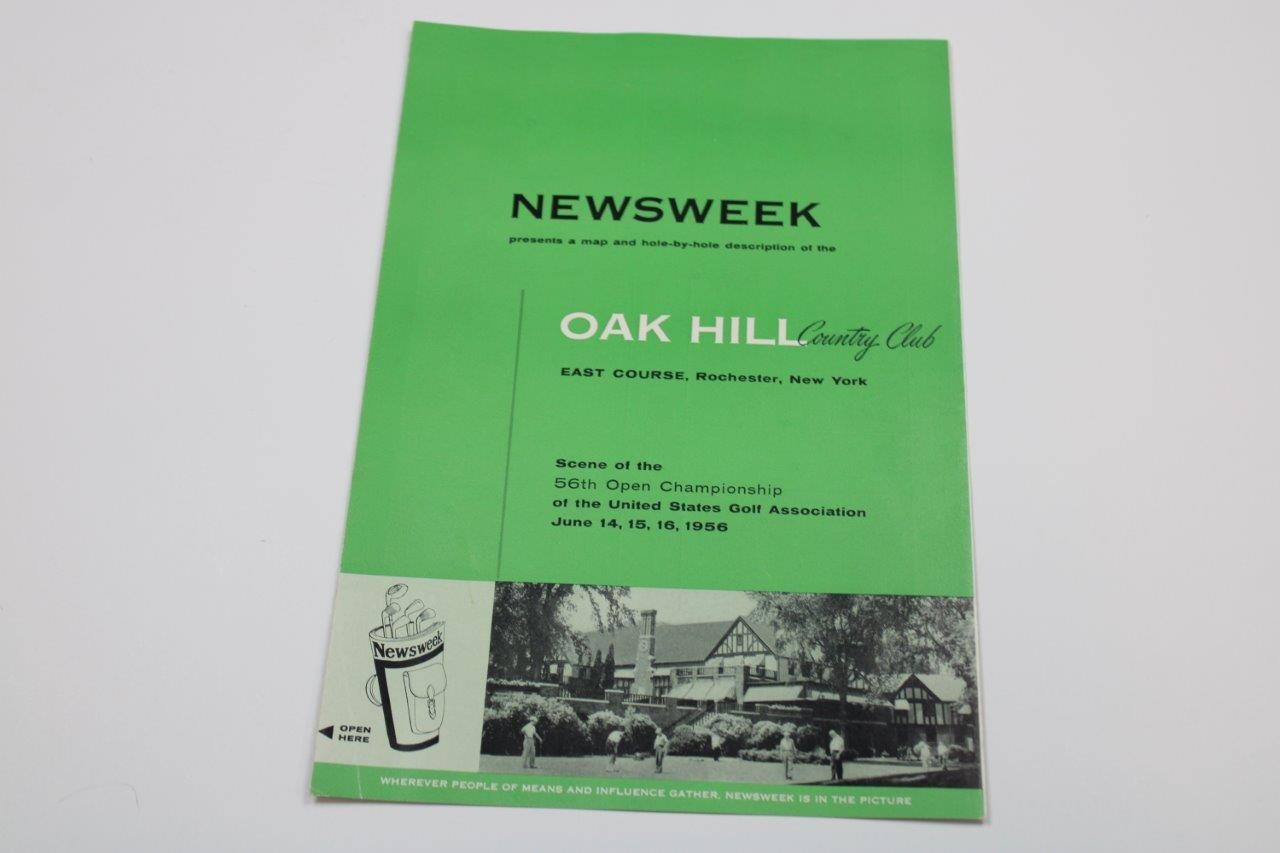 NEWSWEEK
presents a map and hole-by-hole description of the
OAK HILL Country Club
EAST COURSE, Rochester, New York
Scene of the
56th Open Championship
of the United States Golf Association
June 14, 15, 16, 1956
Newsweek
OPEN
HERE
WHEREVER PEOPLE OF MEANS AND INFLUENCE GATHER, NEWSWEEK IS IN THE PICTURE